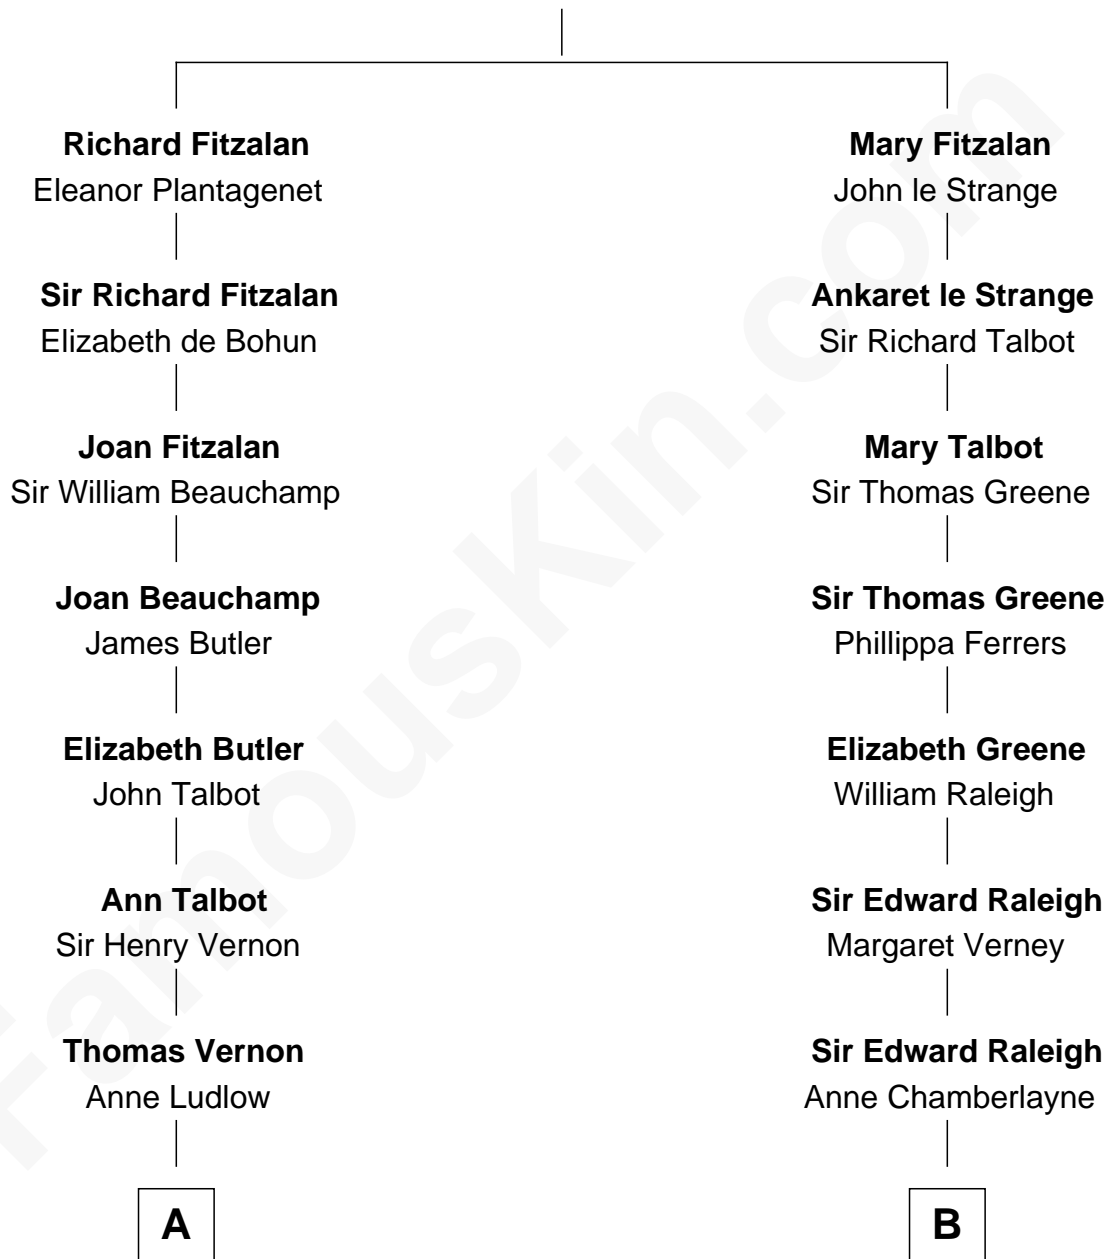 Richard Fitzalan
Eleanor Plantagenet
Sir Richard Fitzalan
Elizabeth de Bohun
Joan Fitzalan
Sir William Beauchamp
Joan Beauchamp
James Butler
Elizabeth Butler
John Talbot
Ann Talbot
Sir Henry Vernon
Thomas Vernon
Anne Ludlow
A
Mary Fitzalan
John le Strange
Ankaret le Strange
Sir Richard Talbot
Mary Talbot
Sir Thomas Greene
Sir Thomas Greene
Phillippa Ferrers
Elizabeth Greene
William Raleigh
Sir Edward Raleigh
Margaret Verney
Sir Edward Raleigh
Anne Chamberlayne
B
FamousKin.com